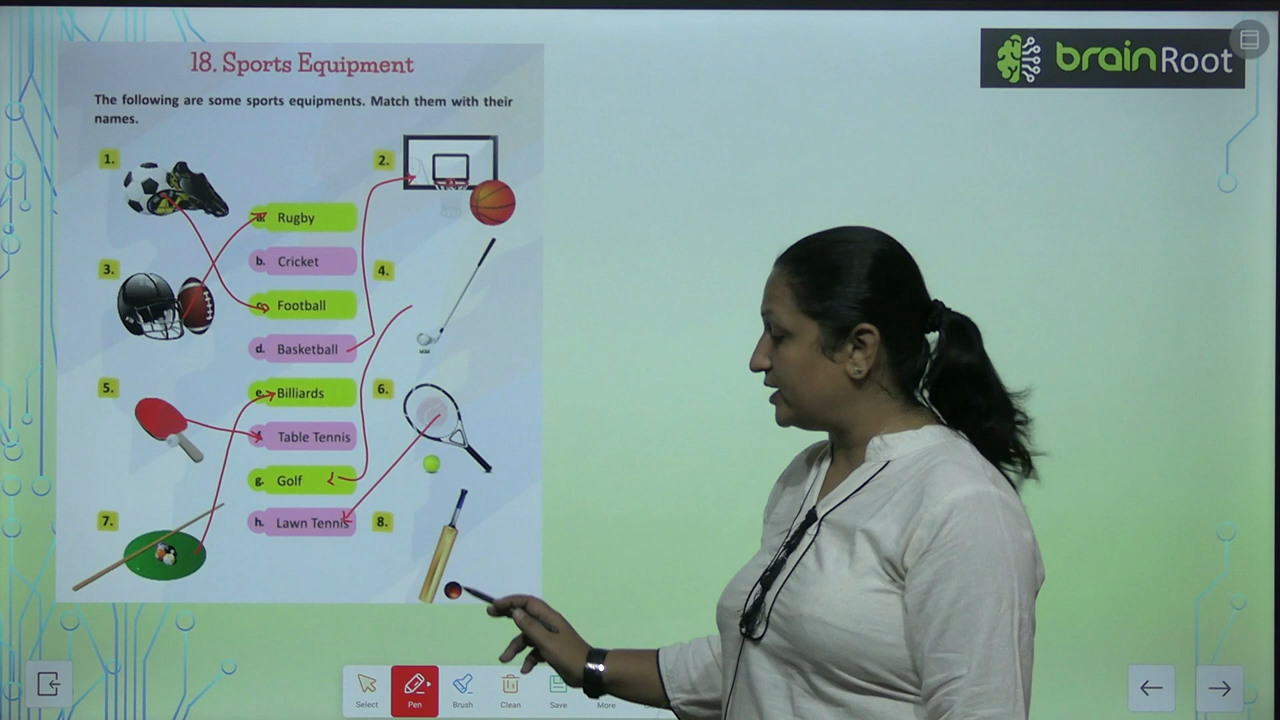 18. Sports Equipment
brainRoot
The following are some sports equipments. Match them with their
names.
1.
2.
Rugby
b. Cricket
3.
4.
Football
d. Basketball
5.
e. Billiards
6.
Table Tennis
g. Golf
7.
h. Lawn Tennis
8.
Select
Pen
Brush
Clean
Save
More